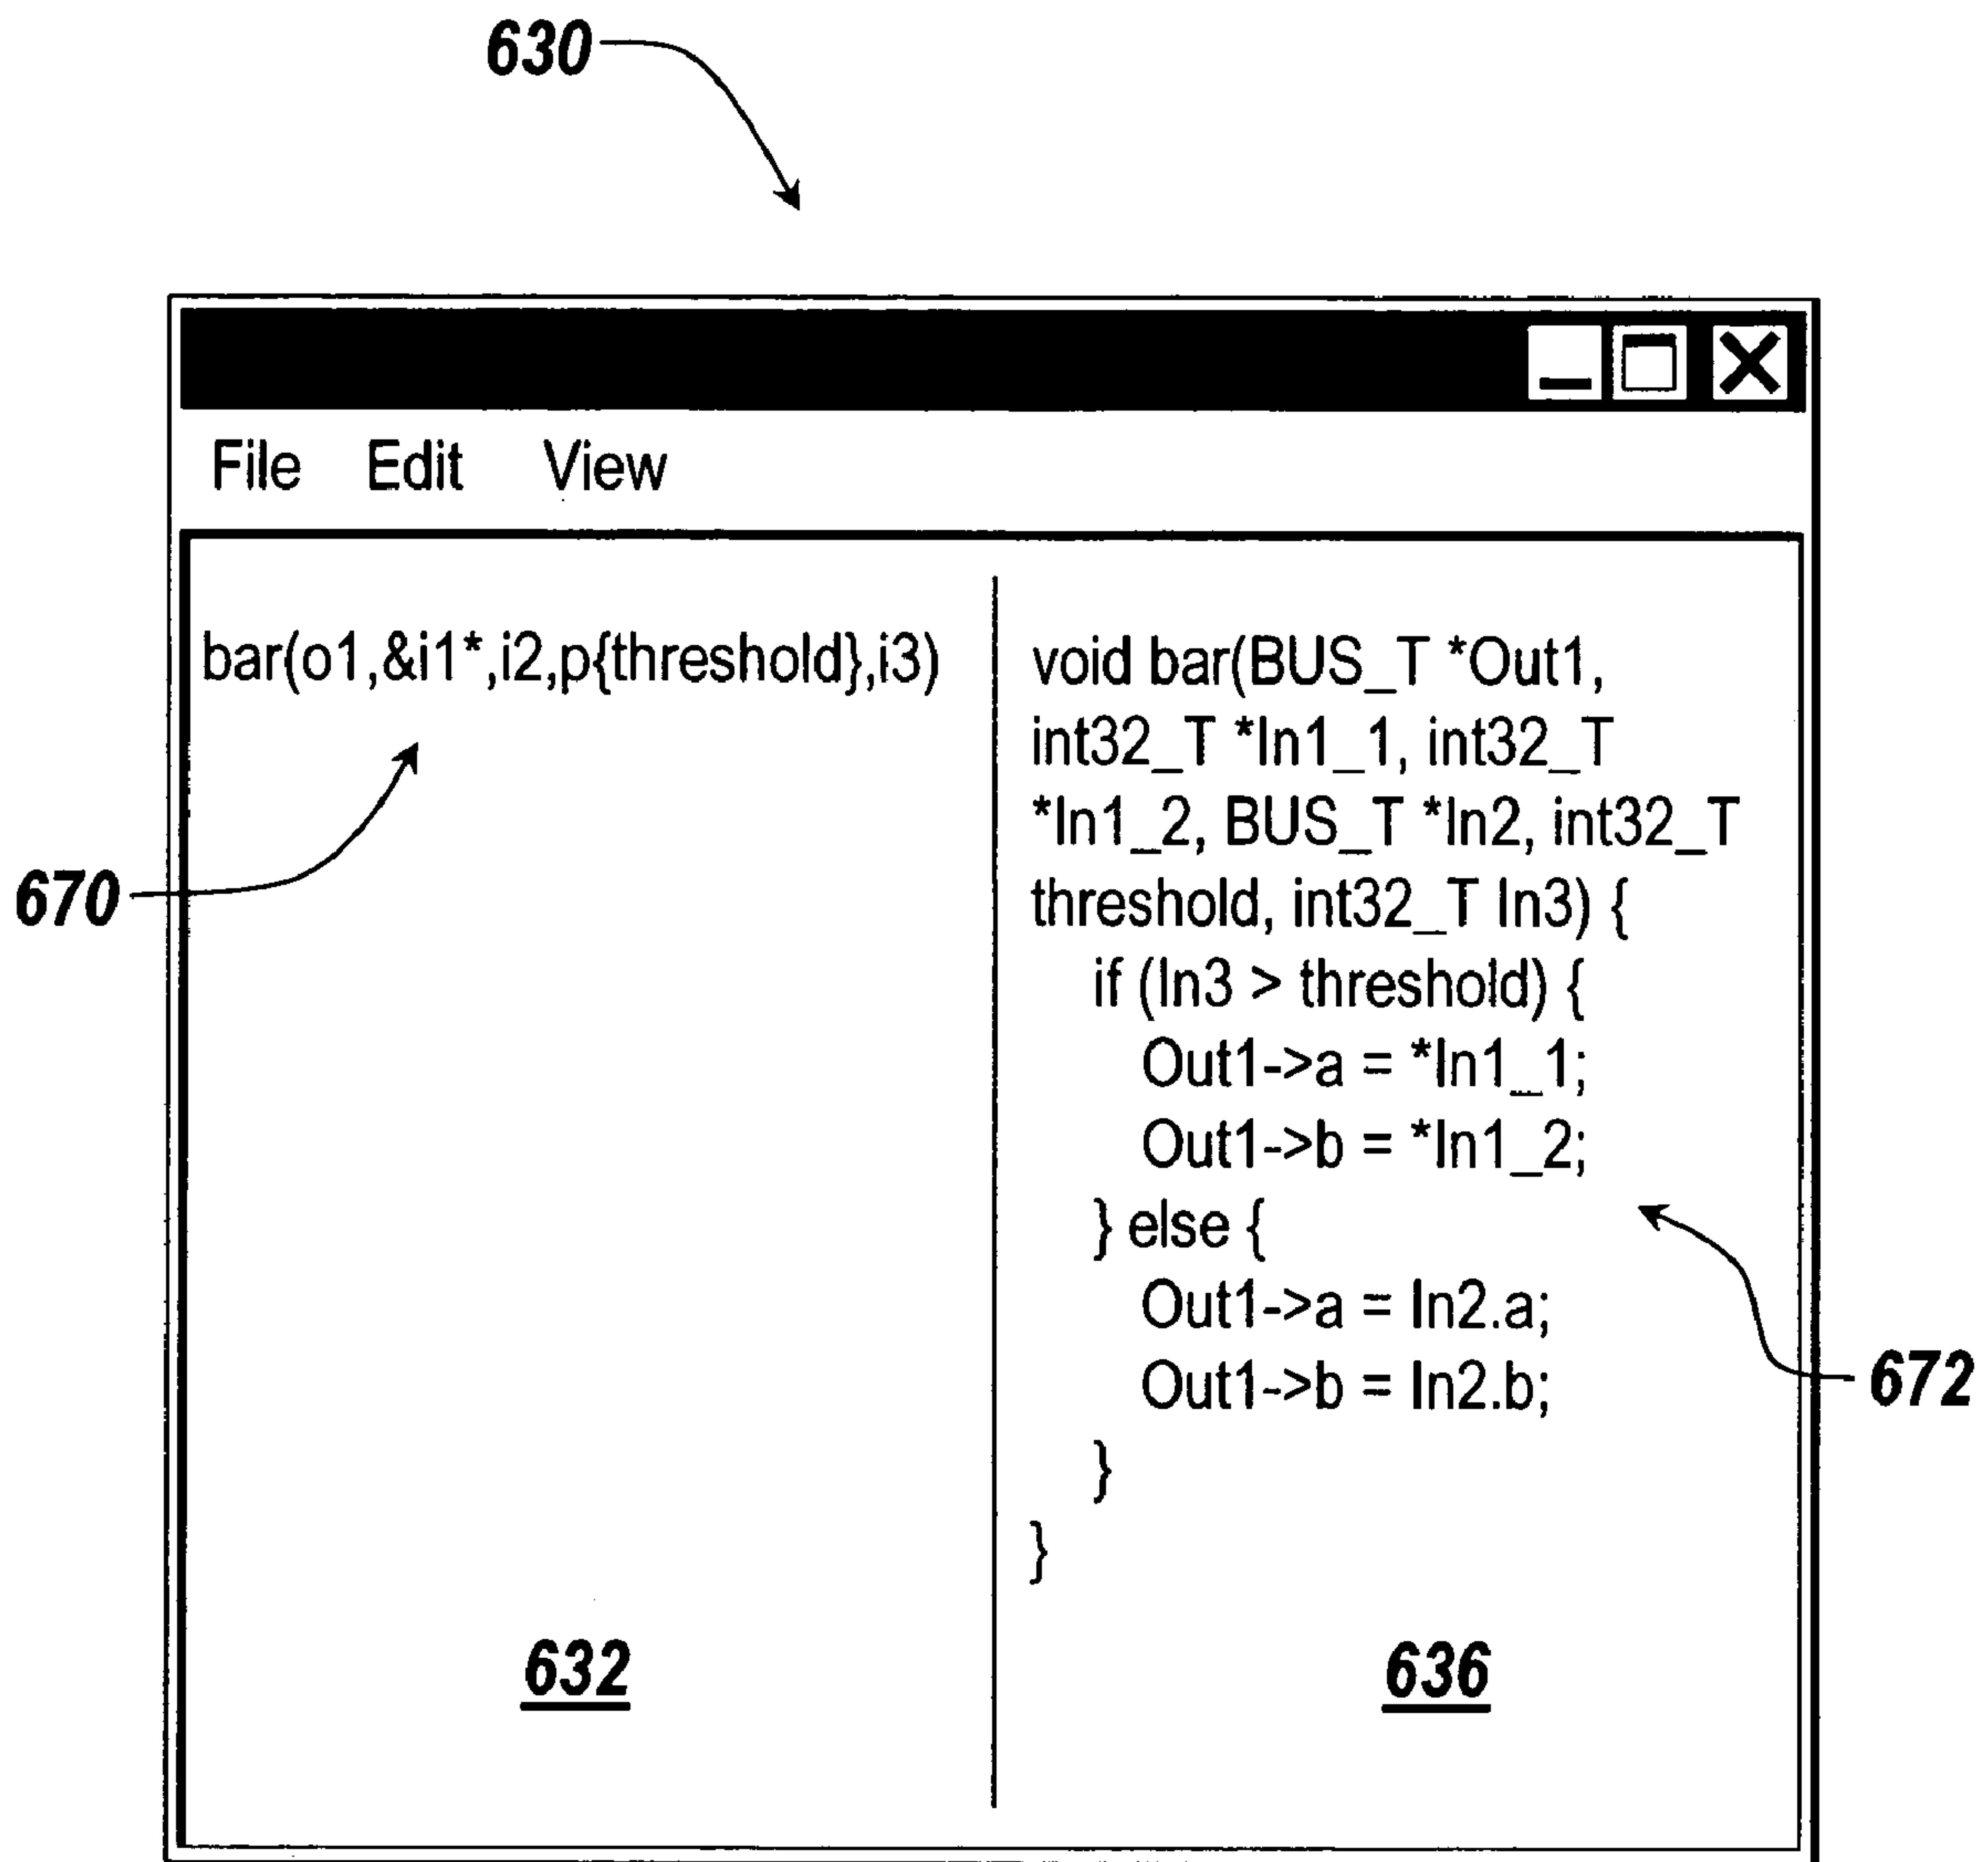 630
File Edit View
bar(o1,&i1*,i2,p{threshold},i3)
670
632
void bar(BUS_T *Out1,
int32_T *In1_1, int32_T
*In1_2, BUS_T *In2, int32_T
threshold, int32_T In3) {
if (In3 > threshold) {
Out1->a = *In1_1;
Out1->b = *In1_2;
} else {
Out1->a = In2.a;
Out1->b = In2.b;
}
}
672
636